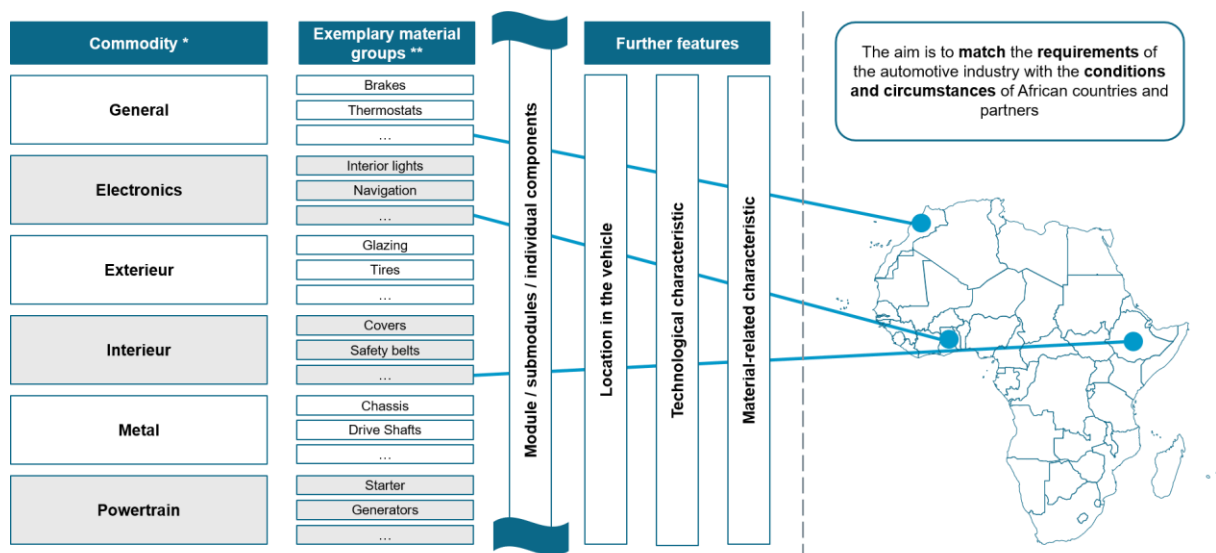 Commodity *
General
Electronics
Exterieur
Interieur
Metal
Powertrain
Exemplary material
groups **
Brakes
Thermostats
…
Interior lights
Navigation
…
Glazing
Tires
…
Covers
Safety belts
…
Chassis
Drive Shafts
…
Starter
Generators
…
Module / submodules / individual components
Further features
Location in the vehicle
Technological characteristic
Material-related characteristic
The aim is to match the requirements of
the automotive industry with the conditions
and circumstances of African countries and
partners